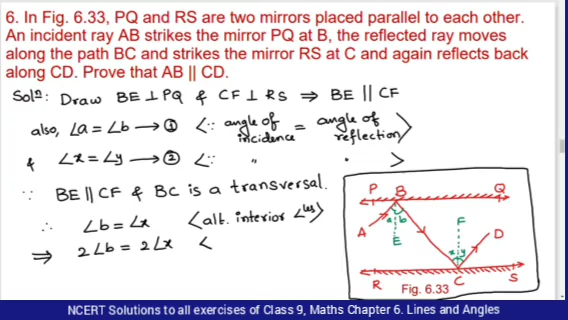 6. In Fig. 6.33, PQ and RS are two mirrors placed parallel to each other.
An incident ray AB strikes the mirror PQ at B, the reflected ray moves
along the path BC and strikes the mirror RS at C and again reflects back
along CD. Prove that AB || CD.
Solⁿ: Draw BE ⊥ PQ & CF ⊥ RS ⇒ BE || CF
also, ∠a = ∠b → ① <∵ angle of incidence = angle of reflection>
& ∠x = ∠y → ② <∵ " " >
∵ BE || CF & BC is a transversal.
∴ ∠b = ∠x <alt. interior ∠les>
⇒ 2∠b = 2∠x <
P B Q
a b
A E
F D
x y
R C S
Fig. 6.33
NCERT Solutions to all exercises of Class 9, Maths Chapter 6. Lines and Angles